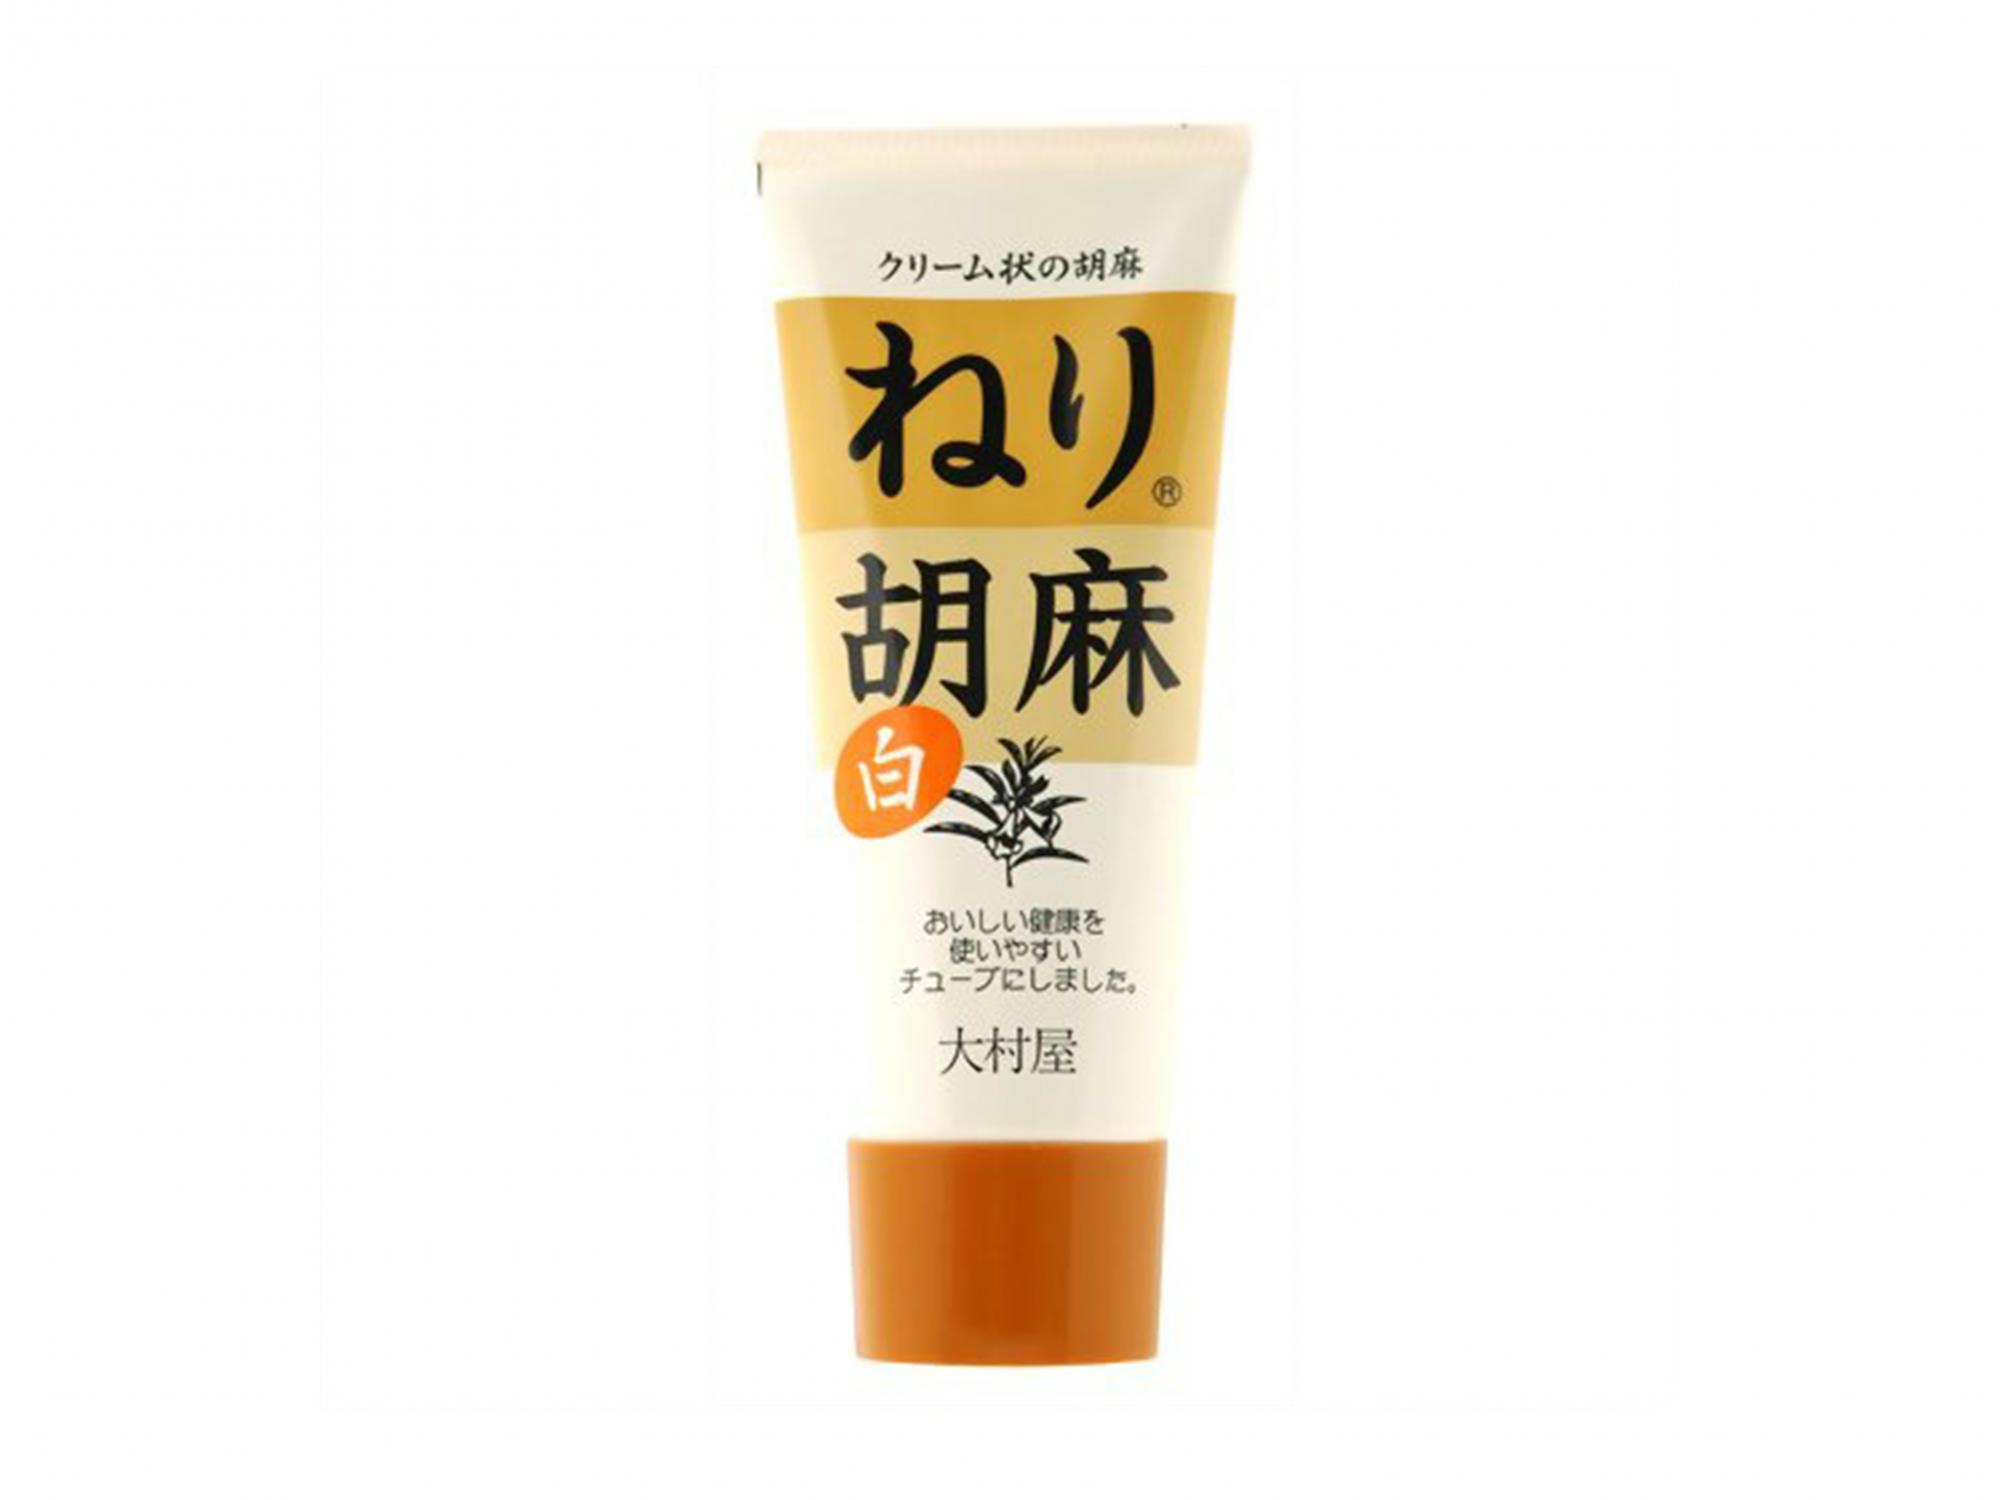 クリーム状の胡麻
ねり®
胡麻
白
おいしい健康を
使いやすい
チューブにしました。
大村屋